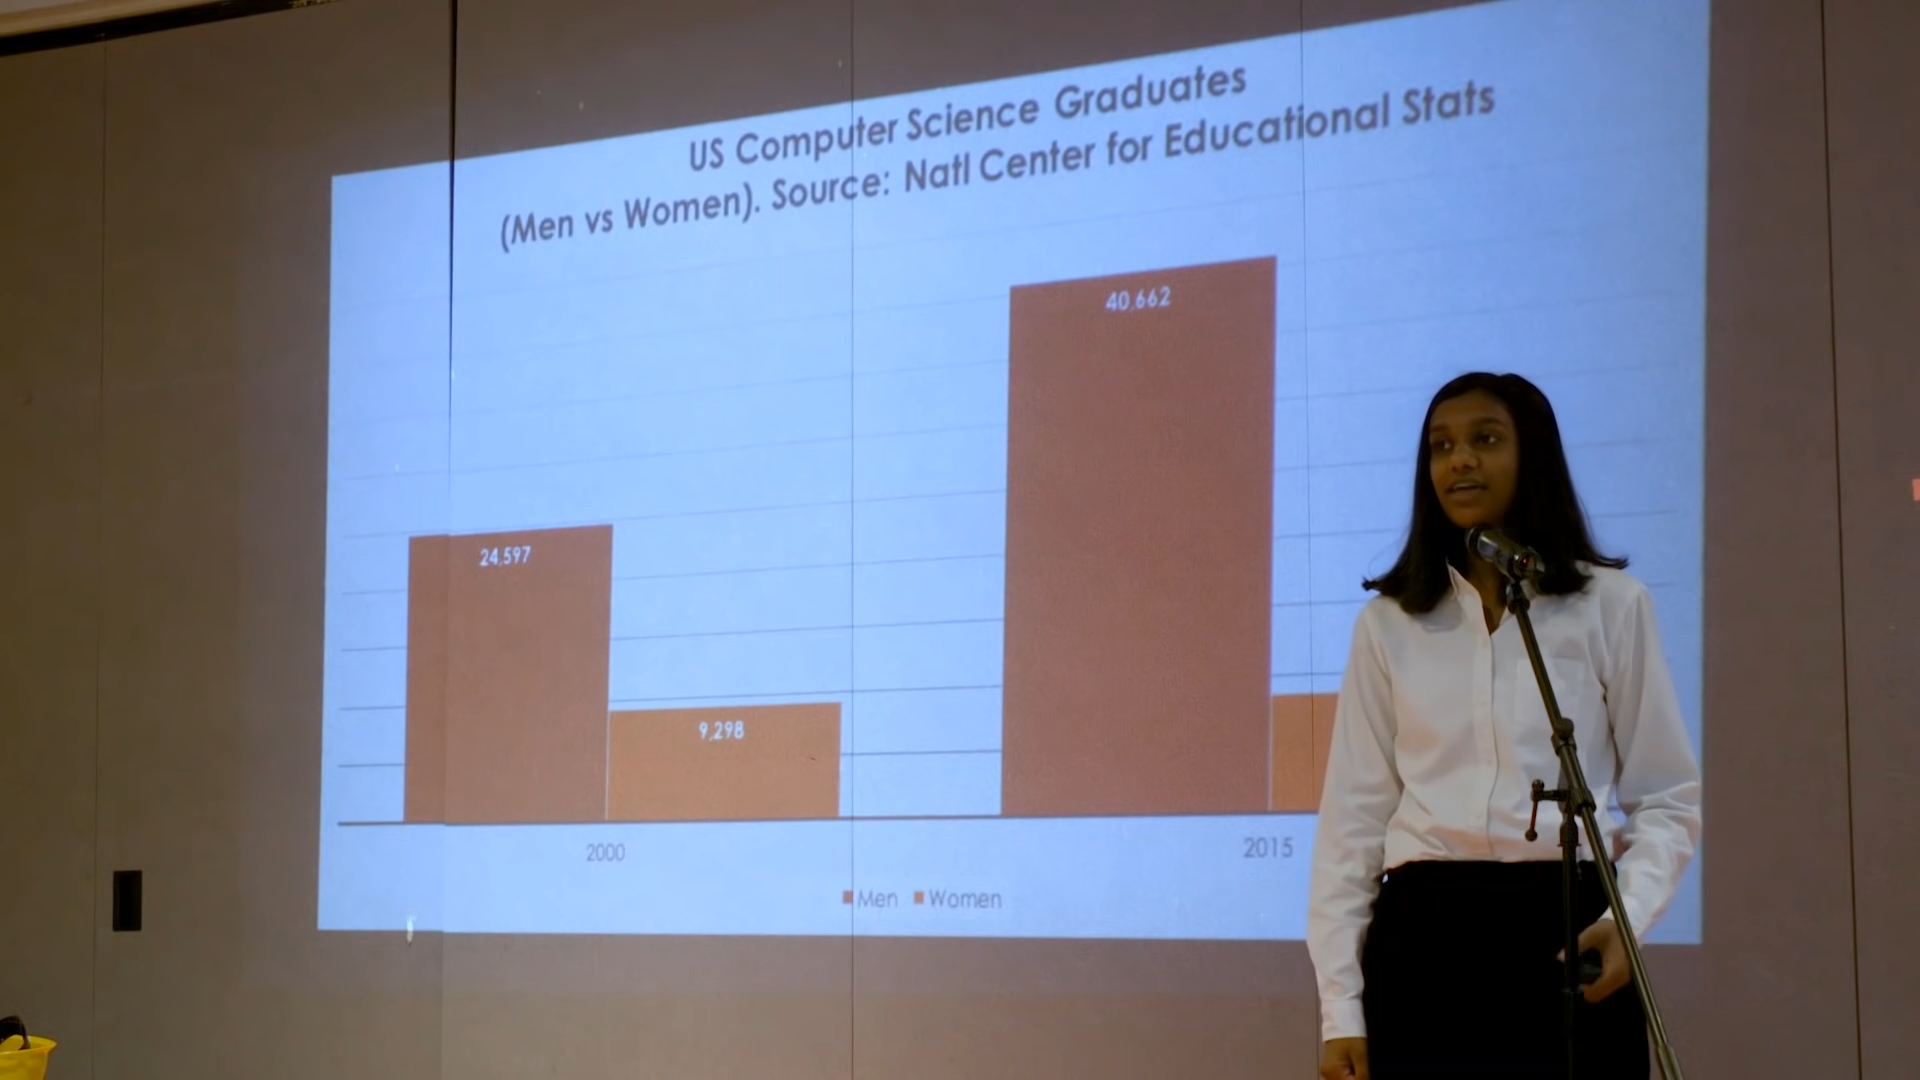 US Computer Science Graduates
(Men vs Women). Source: Natl Center for Educational Stats
40,662
24,597
9,298
2000
2015
Men
Women